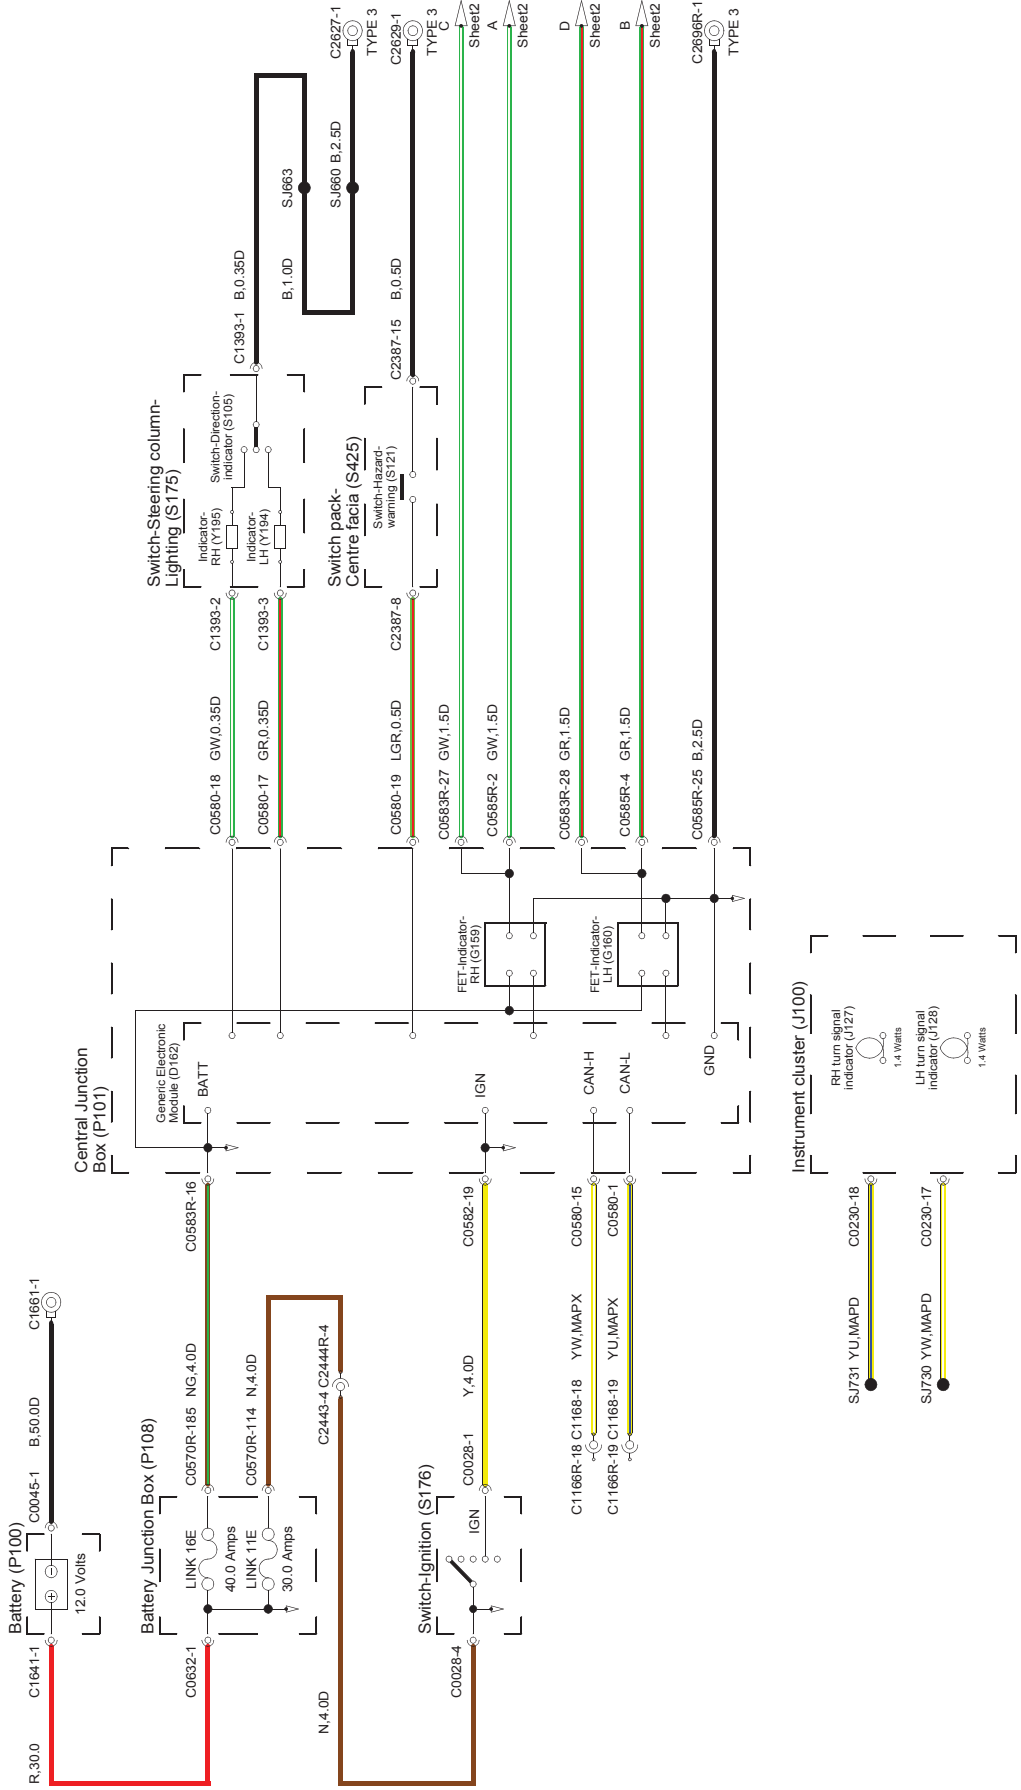 Battery (P100)
12.0 Volts
C1641-1
R,30.0
C0045-1
B,50.0D
C1661-1
Battery Junction Box (P108)
LINK 16E
40.0 Amps
LINK 11E
30.0 Amps
C0632-1
C0570R-185
NG,4.0D
C0583R-16
C0570R-114
N,4.0D
C2443-4
C2444R-4
N,4.0D
Switch-Ignition (S176)
IGN
C0028-4
C0028-1
Y,4.0D
C0582-19
C1166R-18
C1168-18
YW,MAPX
C0580-15
C1166R-19
C1168-19
YU,MAPX
C0580-1
Central Junction
Box (P101)
Generic Electronic
Module (D162)
BATT
IGN
CAN-H
CAN-L
GND
FET-Indicator-
RH (G159)
FET-Indicator-
LH (G160)
C0580-18
GW,0.35D
C1393-2
C0580-17
GR,0.35D
C1393-3
C0580-19
LGR,0.5D
C2387-8
C0583R-27
GW,1.5D
C
Sheet2
C0585R-2
GW,1.5D
A
Sheet2
C0583R-28
GR,1.5D
D
Sheet2
C0585R-4
GR,1.5D
B
Sheet2
C0585R-25
B,2.5D
C2696R-1
TYPE 3
Switch-Steering column-
Lighting (S175)
Indicator-
RH (Y195)
Indicator-
LH (Y194)
Switch-Direction-
indicator (S105)
C1393-1
B,0.35D
SJ663
B,1.0D
SJ660
B,2.5D
C2627-1
TYPE 3
Switch pack-
Centre facia (S425)
Switch-Hazard-
warning (S121)
C2387-15
B,0.5D
C2629-1
TYPE 3
Instrument cluster (J100)
RH turn signal
indicator (J127)
1.4 Watts
LH turn signal
indicator (J128)
1.4 Watts
SJ731
YU,MAPD
C0230-18
SJ730
YW,MAPD
C0230-17